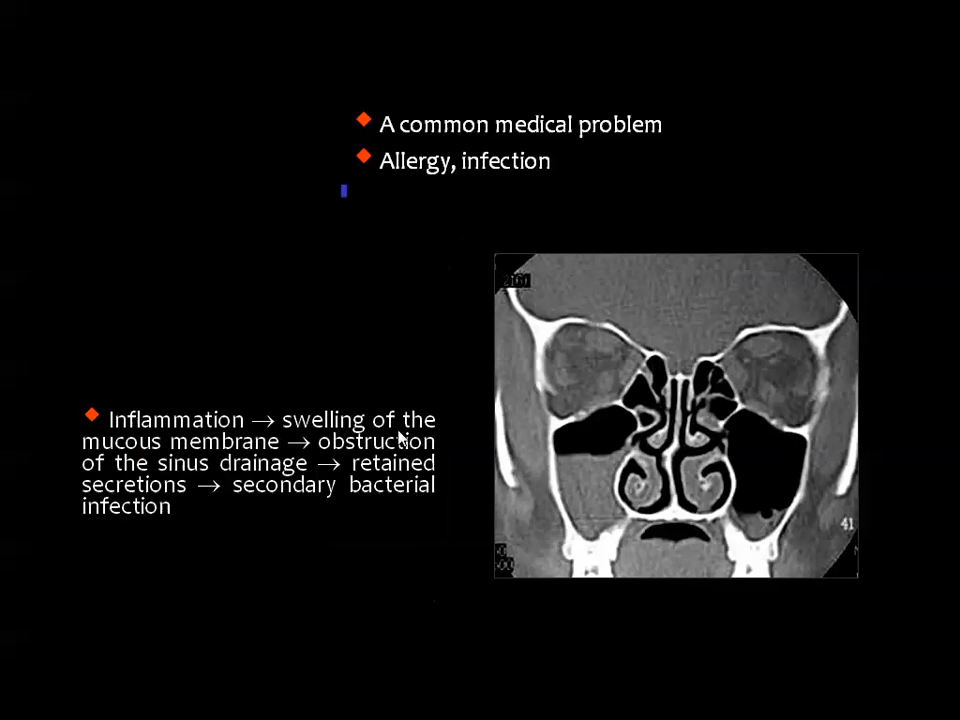 A common medical problem
Allergy, infection
Inflammation → swelling of the
mucous membrane → obstruction
of the sinus drainage → retained
secretions → secondary bacterial
infection
41